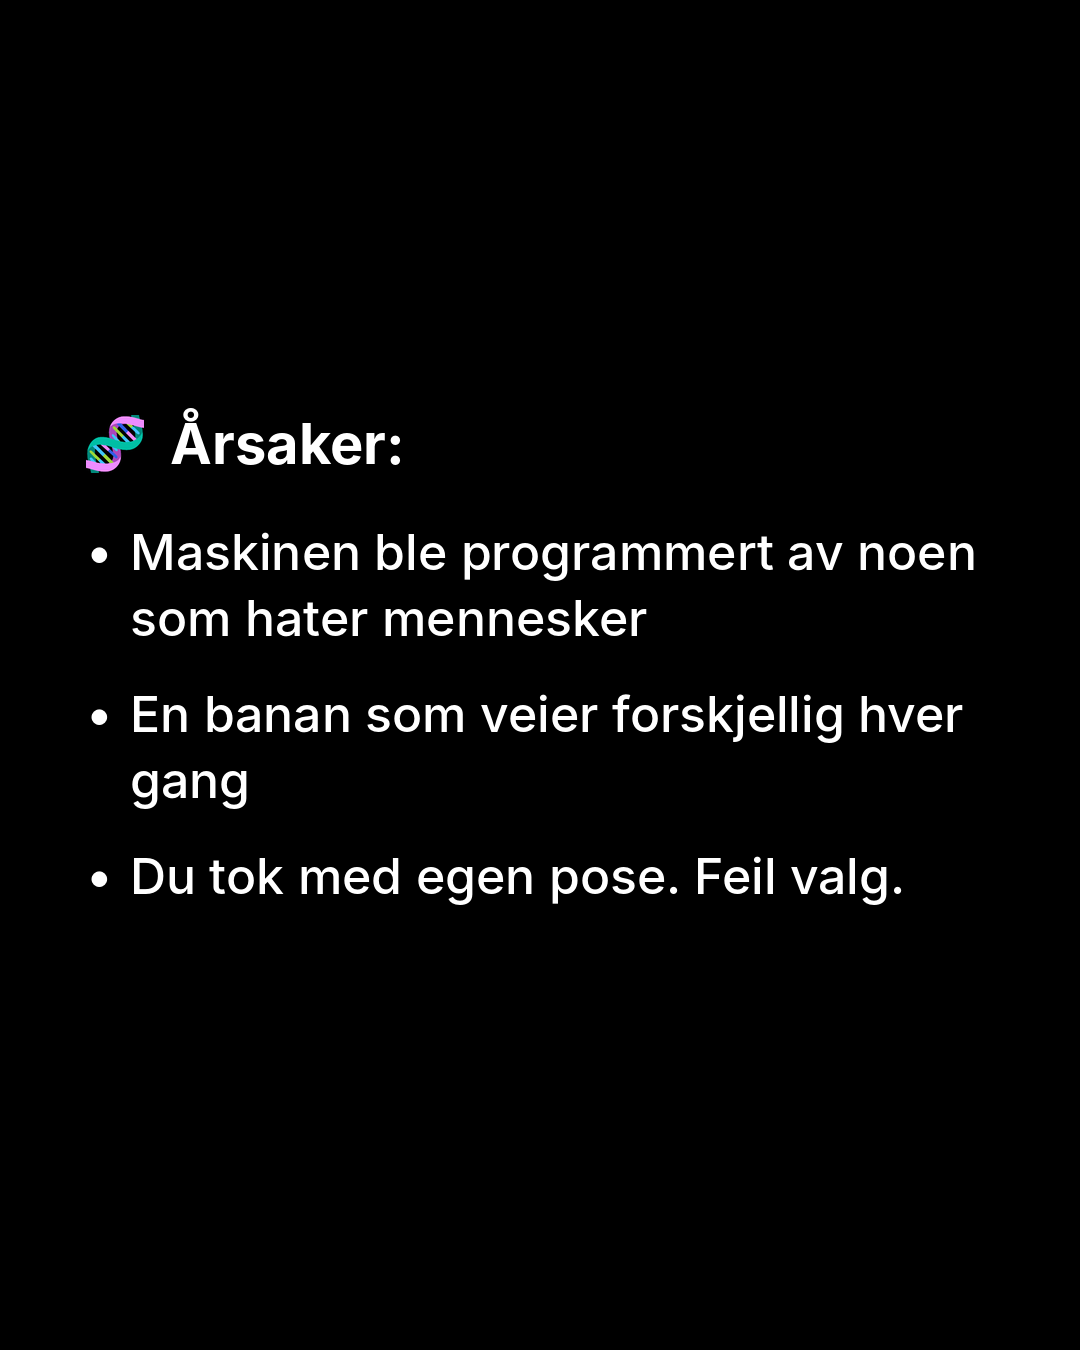 🧬 Årsaker:
• Maskinen ble programmert av noen
som hater mennesker
• En banan som veier forskjellig hver
gang
• Du tok med egen pose. Feil valg.